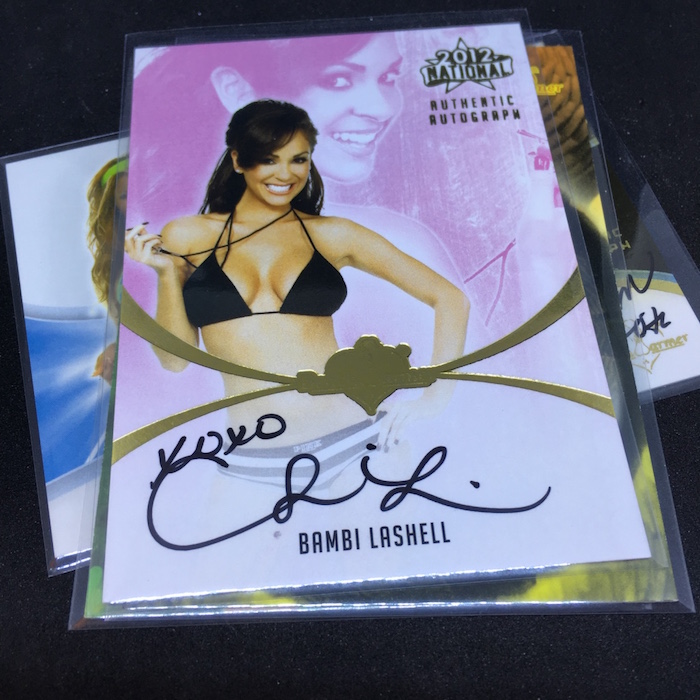 2012
NATIONAL
AUTHENTIC
AUTOGRAPH
XOXO
BAMBI LASHELL